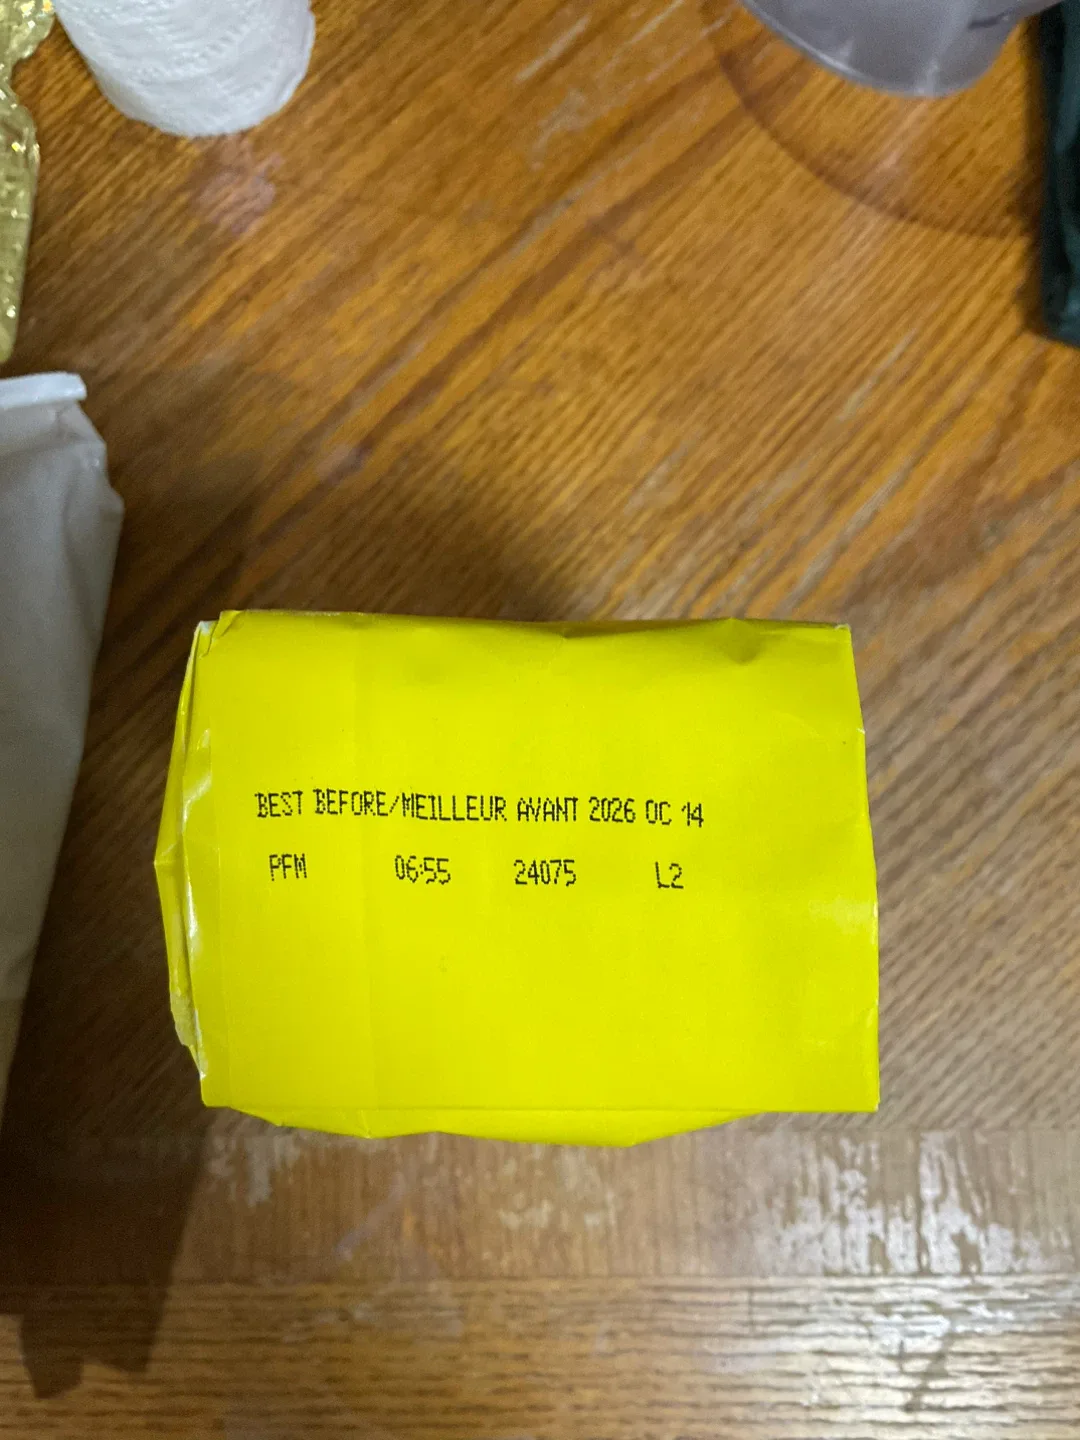 BEST BEFORE/MEILLEUR AVANT 2026 OC 14
PFM 06:55 24075 L2